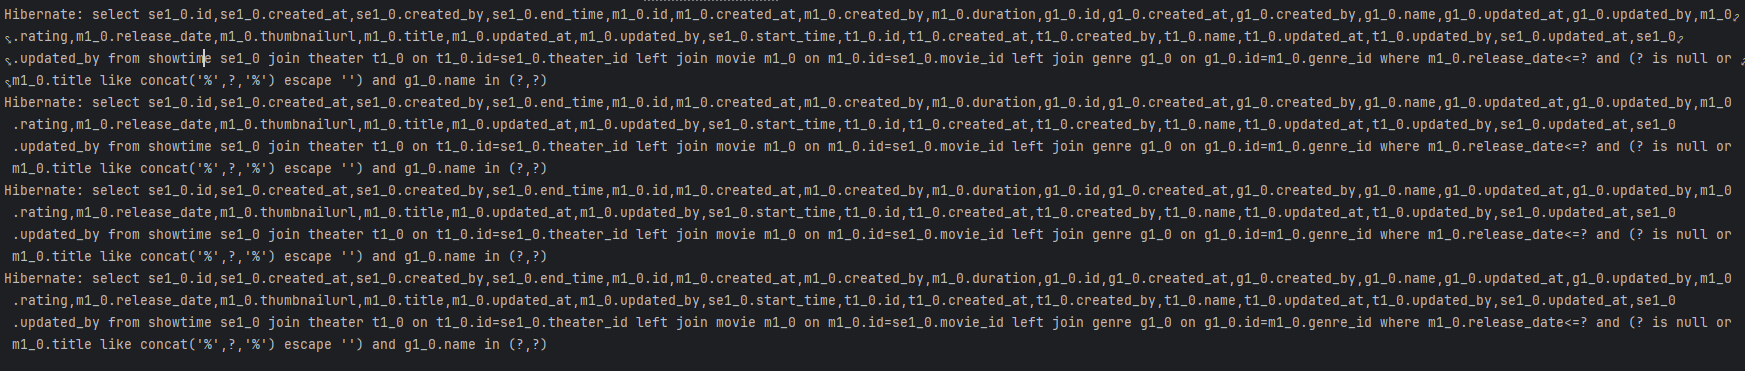 Hibernate: select se1_0.id,se1_0.created_at,se1_0.created_by,se1_0.end_time,m1_0.id,m1_0.created_at,m1_0.created_by,m1_0.duration,g1_0.id,g1_0.created_at,g1_0.created_by,g1_0.name,g1_0.updated_at,g1_0.updated_by,m1_0
.rating,m1_0.release_date,m1_0.thumbnailurl,m1_0.title,m1_0.updated_at,m1_0.updated_by,se1_0.start_time,t1_0.id,t1_0.created_at,t1_0.created_by,t1_0.name,t1_0.updated_at,t1_0.updated_by,se1_0.updated_at,se1_0
.updated_by from showtime se1_0 join theater t1_0 on t1_0.id=se1_0.theater_id left join movie m1_0 on m1_0.id=se1_0.movie_id left join genre g1_0 on g1_0.id=m1_0.genre_id where m1_0.release_date<=? and (? is null or
m1_0.title like concat('%',?,'%') escape '') and g1_0.name in (?,?)
Hibernate: select se1_0.id,se1_0.created_at,se1_0.created_by,se1_0.end_time,m1_0.id,m1_0.created_at,m1_0.created_by,m1_0.duration,g1_0.id,g1_0.created_at,g1_0.created_by,g1_0.name,g1_0.updated_at,g1_0.updated_by,m1_0
.rating,m1_0.release_date,m1_0.thumbnailurl,m1_0.title,m1_0.updated_at,m1_0.updated_by,se1_0.start_time,t1_0.id,t1_0.created_at,t1_0.created_by,t1_0.name,t1_0.updated_at,t1_0.updated_by,se1_0.updated_at,se1_0
.updated_by from showtime se1_0 join theater t1_0 on t1_0.id=se1_0.theater_id left join movie m1_0 on m1_0.id=se1_0.movie_id left join genre g1_0 on g1_0.id=m1_0.genre_id where m1_0.release_date<=? and (? is null or
m1_0.title like concat('%',?,'%') escape '') and g1_0.name in (?,?)
Hibernate: select se1_0.id,se1_0.created_at,se1_0.created_by,se1_0.end_time,m1_0.id,m1_0.created_at,m1_0.created_by,m1_0.duration,g1_0.id,g1_0.created_at,g1_0.created_by,g1_0.name,g1_0.updated_at,g1_0.updated_by,m1_0
.rating,m1_0.release_date,m1_0.thumbnailurl,m1_0.title,m1_0.updated_at,m1_0.updated_by,se1_0.start_time,t1_0.id,t1_0.created_at,t1_0.created_by,t1_0.name,t1_0.updated_at,t1_0.updated_by,se1_0.updated_at,se1_0
.updated_by from showtime se1_0 join theater t1_0 on t1_0.id=se1_0.theater_id left join movie m1_0 on m1_0.id=se1_0.movie_id left join genre g1_0 on g1_0.id=m1_0.genre_id where m1_0.release_date<=? and (? is null or
m1_0.title like concat('%',?,'%') escape '') and g1_0.name in (?,?)
Hibernate: select se1_0.id,se1_0.created_at,se1_0.created_by,se1_0.end_time,m1_0.id,m1_0.created_at,m1_0.created_by,m1_0.duration,g1_0.id,g1_0.created_at,g1_0.created_by,g1_0.name,g1_0.updated_at,g1_0.updated_by,m1_0
.rating,m1_0.release_date,m1_0.thumbnailurl,m1_0.title,m1_0.updated_at,m1_0.updated_by,se1_0.start_time,t1_0.id,t1_0.created_at,t1_0.created_by,t1_0.name,t1_0.updated_at,t1_0.updated_by,se1_0.updated_at,se1_0
.updated_by from showtime se1_0 join theater t1_0 on t1_0.id=se1_0.theater_id left join movie m1_0 on m1_0.id=se1_0.movie_id left join genre g1_0 on g1_0.id=m1_0.genre_id where m1_0.release_date<=? and (? is null or
m1_0.title like concat('%',?,'%') escape '') and g1_0.name in (?,?)